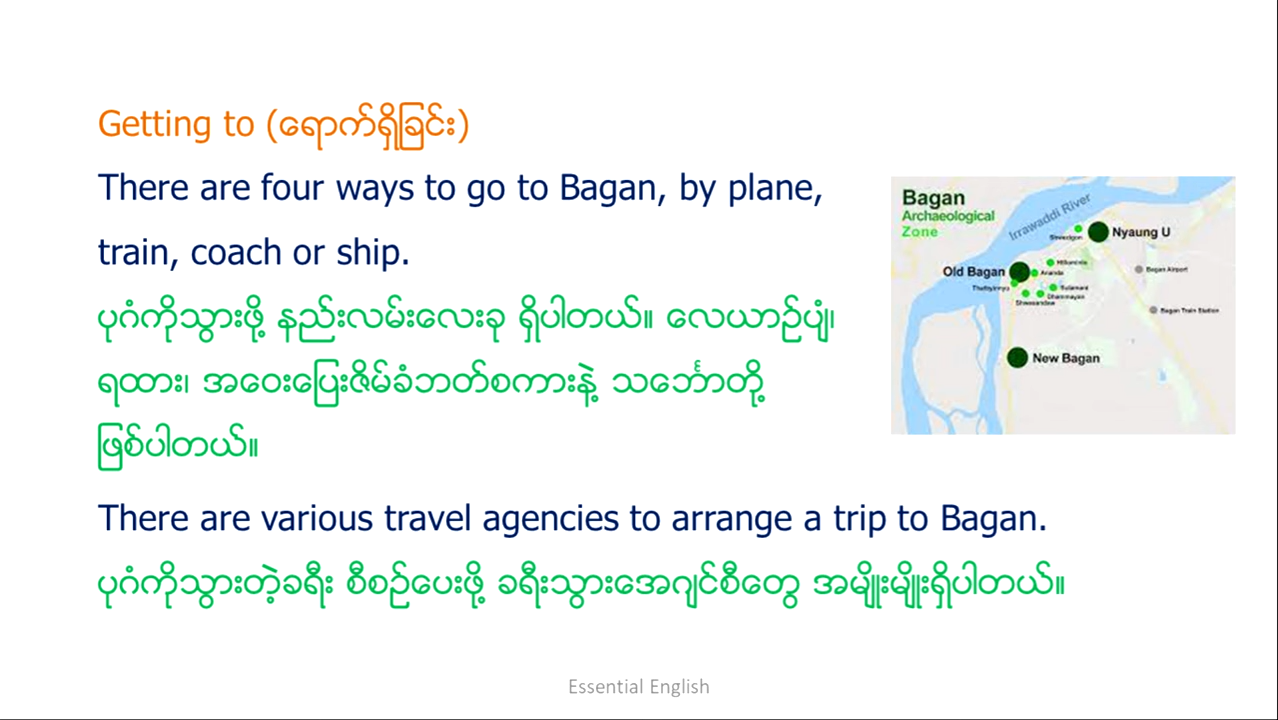 Getting to (ရောက်ရှိခြင်း)
There are four ways to go to Bagan, by plane,
train, coach or ship.
ပုဂံကိုသွားဖို့ နည်းလမ်းလေးခု ရှိပါတယ်။ လေယာဉ်ပျံ၊
ရထား၊ အဝေးပြေးဇိမ်ခံဘတ်စကားနဲ့ သင်္ဘောတို့
ဖြစ်ပါတယ်။
There are various travel agencies to arrange a trip to Bagan.
ပုဂံကိုသွားတဲ့ခရီး စီစဉ်ပေးဖို့ ခရီးသွားအေဂျင်စီတွေ အမျိုးမျိုးရှိပါတယ်။
Bagan
Archaeological
Zone
Irrawaddi River
Shwezigon
Nyaung U
Htilominlo
Old Bagan
Ananda
Bagan Airport
Thatbyinnyu
Sulamani
Dhammayan
Shwesandaw
Bagan Train Station
New Bagan
Essential English